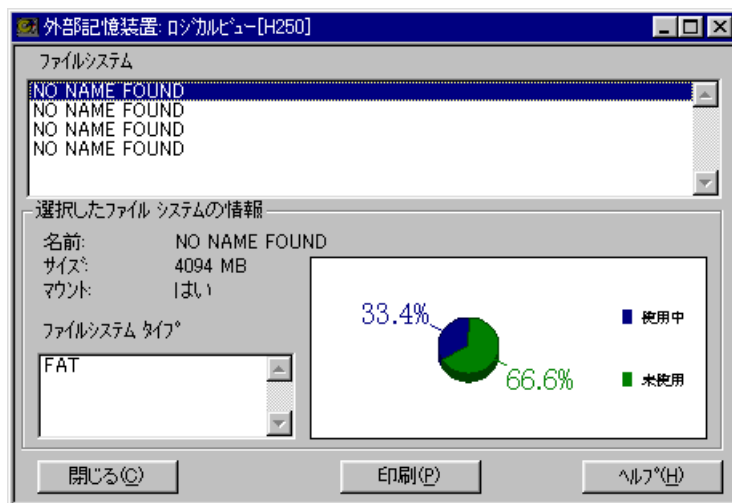 外部記憶装置: ﾛｼﾞｶﾙﾋﾞｭｰ[H250]
ﾌｧｲﾙｼｽﾃﾑ
NO NAME FOUND
NO NAME FOUND
NO NAME FOUND
NO NAME FOUND
選択したﾌｧｲﾙ ｼｽﾃﾑの情報
名前: NO NAME FOUND
ｻｲｽﾞ: 4094 MB
ﾏｳﾝﾄ: はい
ﾌｧｲﾙｼｽﾃﾑ ﾀｲﾌﾟ
FAT
33.4%
66.6%
使用中
未使用
閉じる(C) 印刷(P) ﾍﾙﾌﾟ(H)